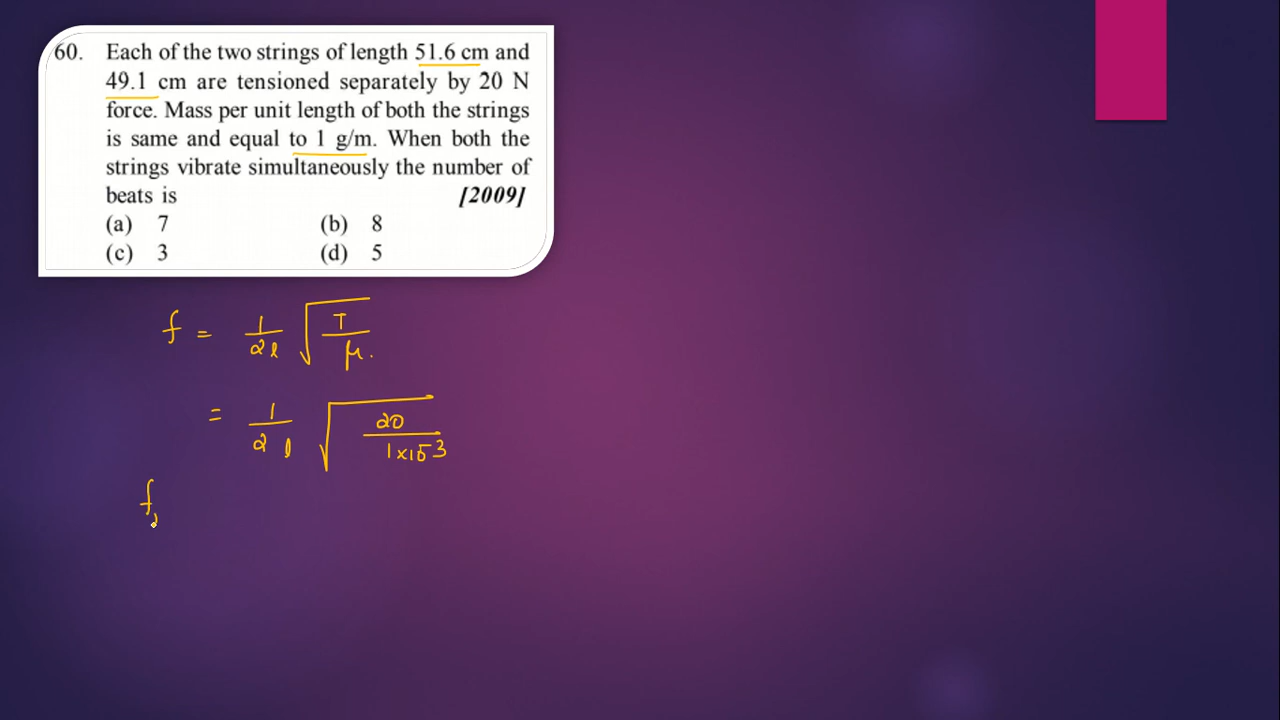 60. Each of the two strings of length 51.6 cm and
49.1 cm are tensioned separately by 20 N
force. Mass per unit length of both the strings
is same and equal to 1 g/m. When both the
strings vibrate simultaneously the number of
beats is [2009]
(a) 7 (b) 8
(c) 3 (d) 5
f = 1/2l √(T/μ.)
= 1/2l √(20/1×10⁻³)
f₁